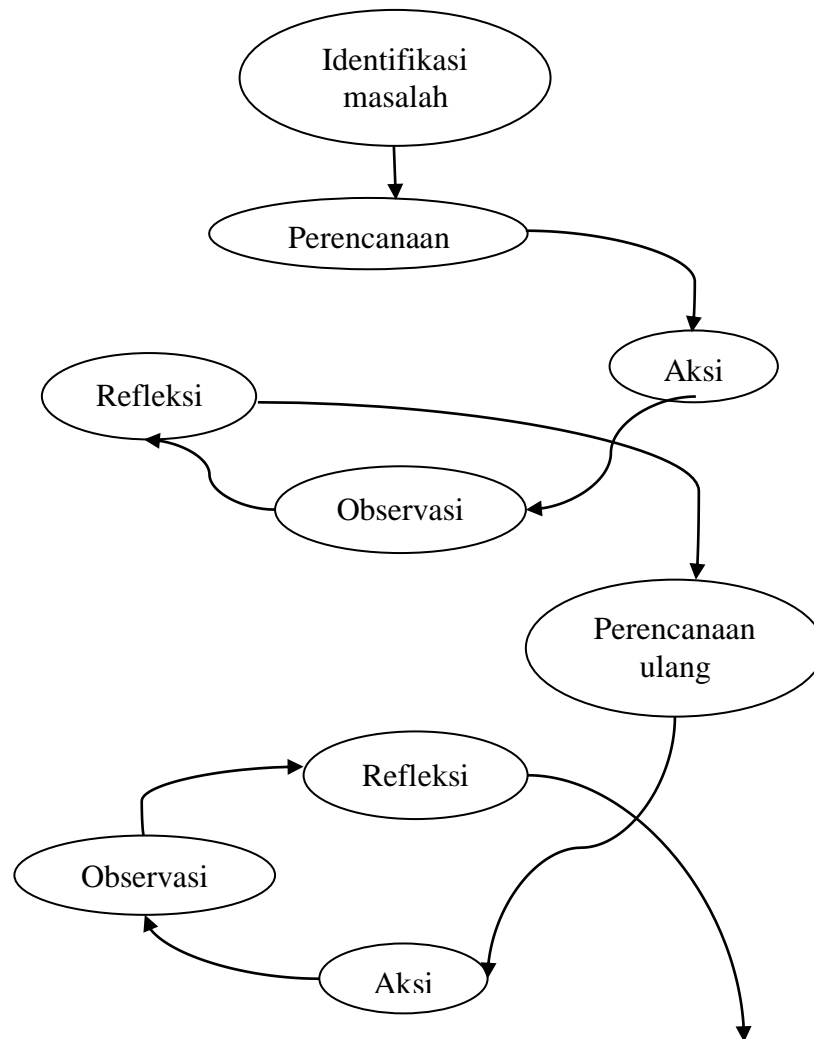 Identifikasi
masalah
Perencanaan
Aksi
Refleksi
Observasi
Perencanaan
ulang
Refleksi
Observasi
Aksi